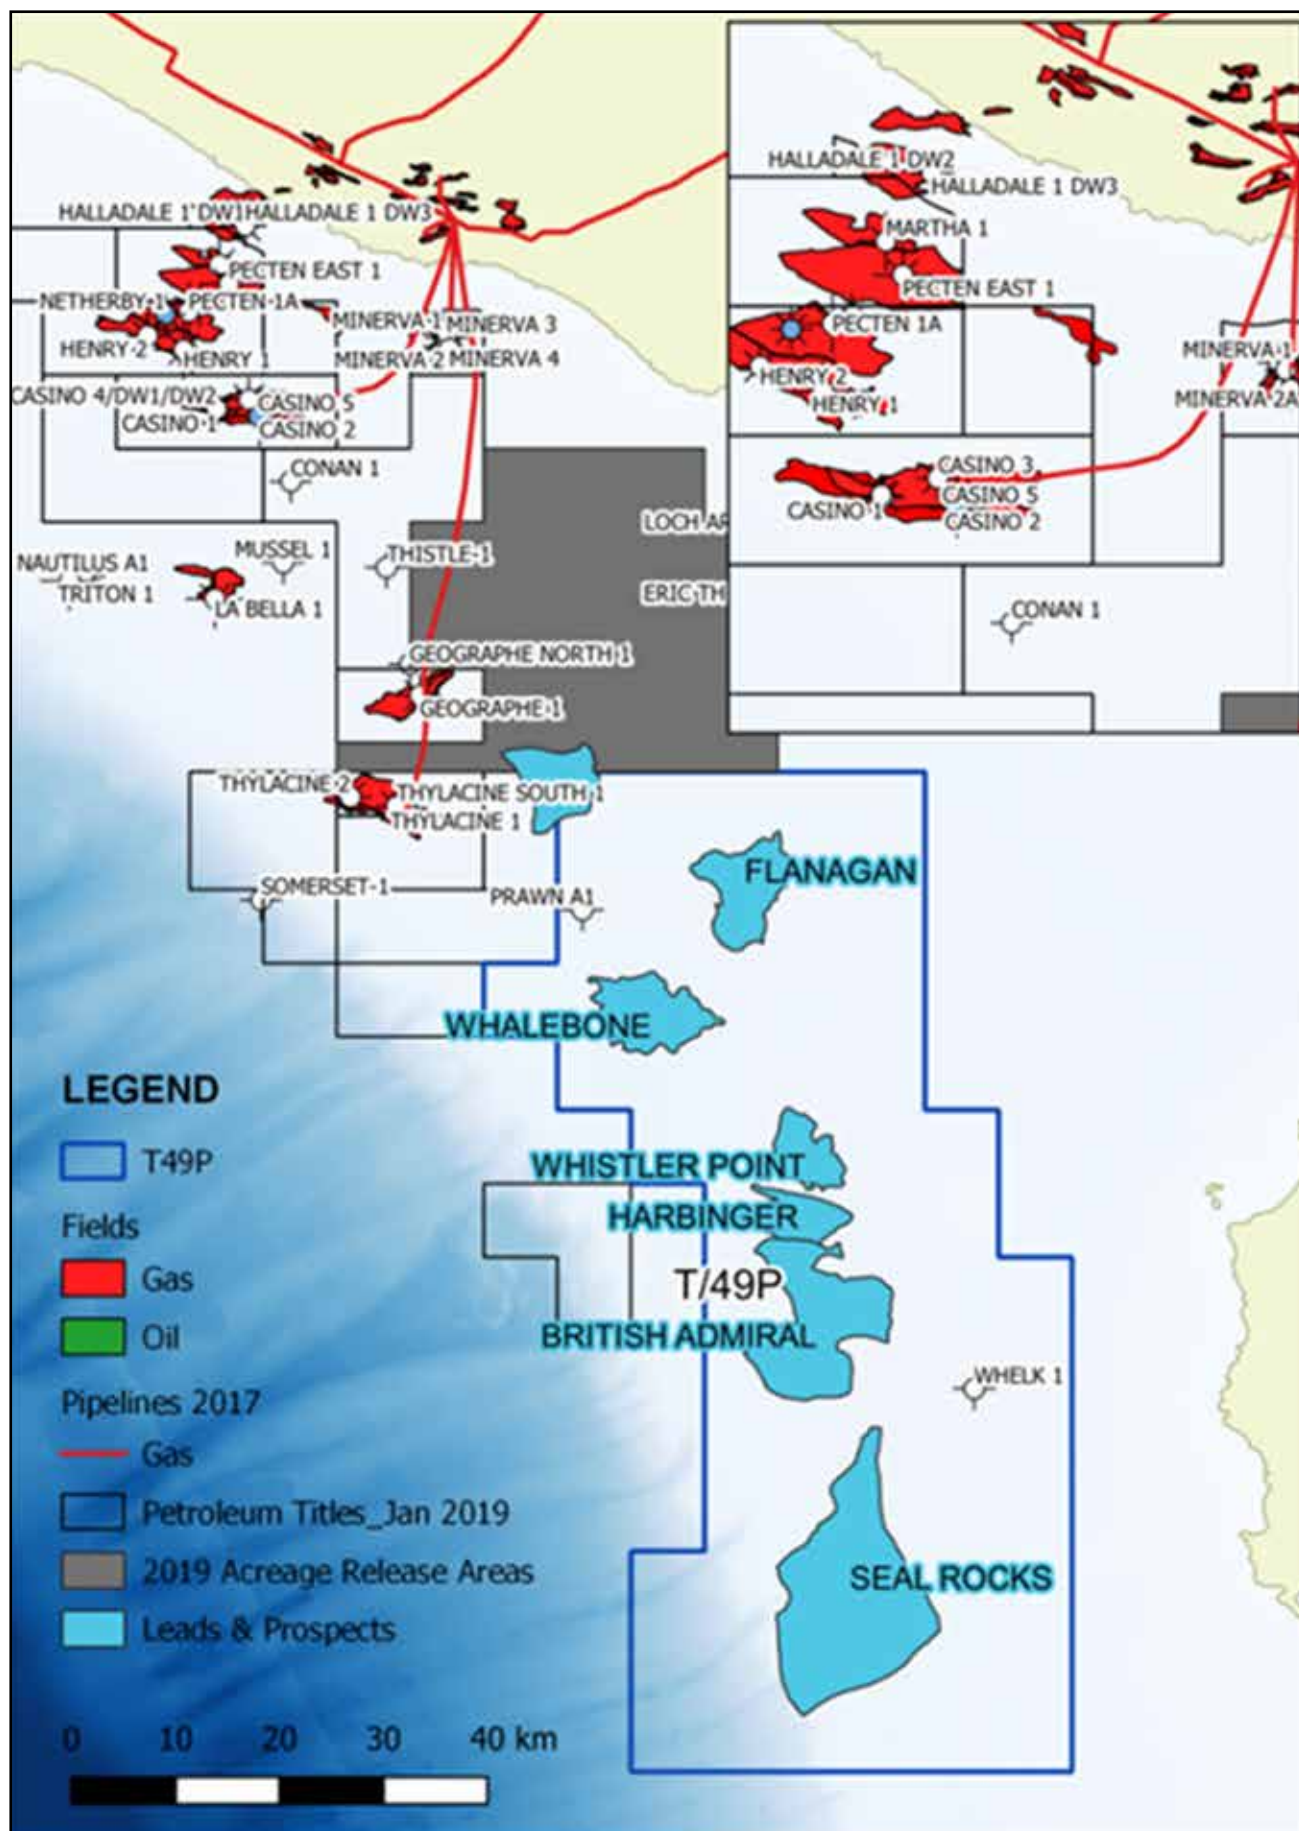 HALLADALE 1 DW2
HALLADALE 1 DW3
HALLADALE 1 DW1
HALLADALE 1 DW3
MARTHA 1
PECTEN EAST 1
PECTEN EAST 1
NETHERBY 1
PECTEN 1A
MINERVA 1
MINERVA 3
PECTEN 1A
HENRY 2
HENRY 1
MINERVA 2
MINERVA 4
MINERVA 1
HENRY 2
MINERVA 2A
HENRY 1
CASINO 4/DW1/DW2
CASINO 5
CASINO 1
CASINO 2
CASINO 3
CASINO 5
CASINO 1
CASINO 2
CONAN 1
LOCH AR
MUSSEL 1
THISTLE-1
NAUTILUS A1
TRITON 1
LA BELLA 1
ERIC TH
CONAN 1
GEOGRAPHE NORTH 1
GEOGRAPHE-1
THYLACINE 2
THYLACINE SOUTH 1
THYLACINE 1
FLANAGAN
SOMERSET-1
PRAWN A1
WHALEBONE
WHISTLER POINT
HARBINGER
T/49P
BRITISH ADMIRAL
WHELK 1
SEAL ROCKS
LEGEND
T49P
Fields
Gas
Oil
Pipelines 2017
Gas
Petroleum Titles_Jan 2019
2019 Acreage Release Areas
Leads & Prospects
0 10 20 30 40 km